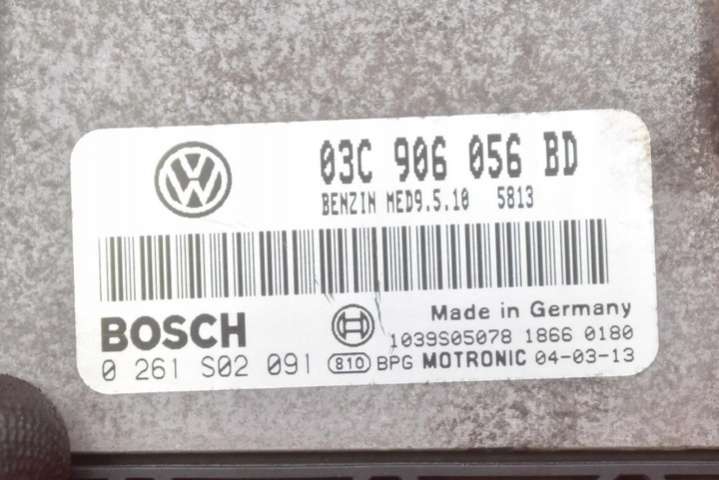 03C 906 056 BD
BENZIN MED9.5.10 5813
BOSCH
Made in Germany
1039S05078 1866 0180
0 261 S02 091 810 BPG MOTRONIC 04-03-13